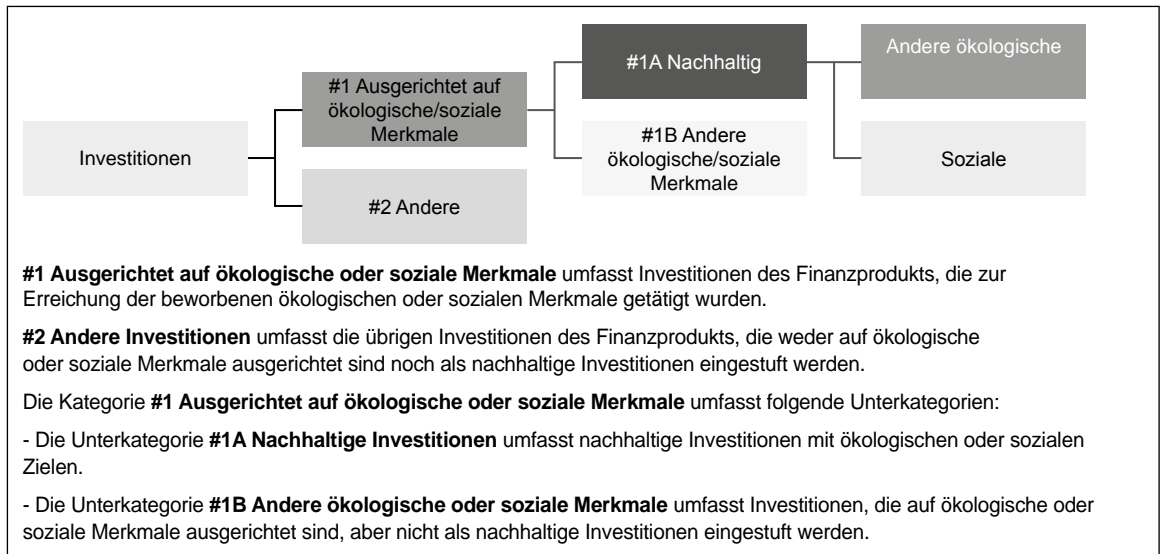 Investitionen
#1 Ausgerichtet auf
ökologische/soziale
Merkmale
#2 Andere
#1A Nachhaltig
#1B Andere
ökologische/soziale
Merkmale
Andere ökologische
Soziale
#1 Ausgerichtet auf ökologische oder soziale Merkmale umfasst Investitionen des Finanzprodukts, die zur
Erreichung der beworbenen ökologischen oder sozialen Merkmale getätigt wurden.
#2 Andere Investitionen umfasst die übrigen Investitionen des Finanzprodukts, die weder auf ökologische
oder soziale Merkmale ausgerichtet sind noch als nachhaltige Investitionen eingestuft werden.
Die Kategorie #1 Ausgerichtet auf ökologische oder soziale Merkmale umfasst folgende Unterkategorien:
- Die Unterkategorie #1A Nachhaltige Investitionen umfasst nachhaltige Investitionen mit ökologischen oder sozialen
Zielen.
- Die Unterkategorie #1B Andere ökologische oder soziale Merkmale umfasst Investitionen, die auf ökologische oder
soziale Merkmale ausgerichtet sind, aber nicht als nachhaltige Investitionen eingestuft werden.